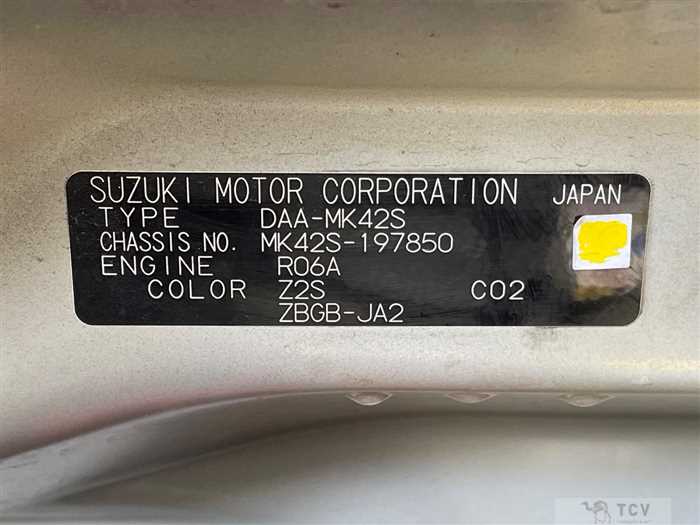 SUZUKI MOTOR CORPORATION JAPAN
TYPE DAA-MK42S
CHASSIS NO. MK42S-197850
ENGINE R06A
COLOR Z2S C02
ZBGB-JA2
TCV